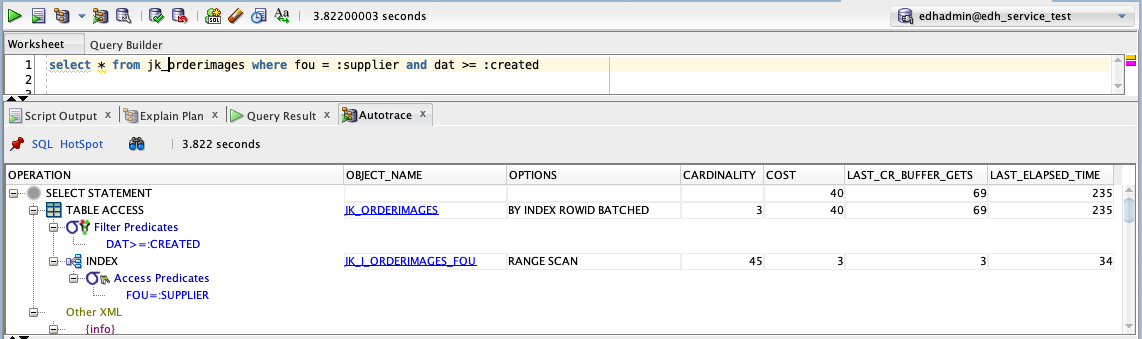 3.82200003 seconds
edhadmin@edh_service_test
Worksheet Query Builder
1 select * from jk_orderimages where fou = :supplier and dat >= :created
2
3
Script Output x Explain Plan x Query Result x Autotrace x
SQL HotSpot 3.822 seconds
OPERATION OBJECT_NAME OPTIONS CARDINALITY COST LAST_CR_BUFFER_GETS LAST_ELAPSED_TIME
SELECT STATEMENT 40 69 235
TABLE ACCESS JK_ORDERIMAGES BY INDEX ROWID BATCHED 3 40 69 235
Filter Predicates
DAT>=:CREATED
INDEX JK_I_ORDERIMAGES_FOU RANGE SCAN 45 3 3 34
Access Predicates
FOU=:SUPPLIER
Other XML
{info}